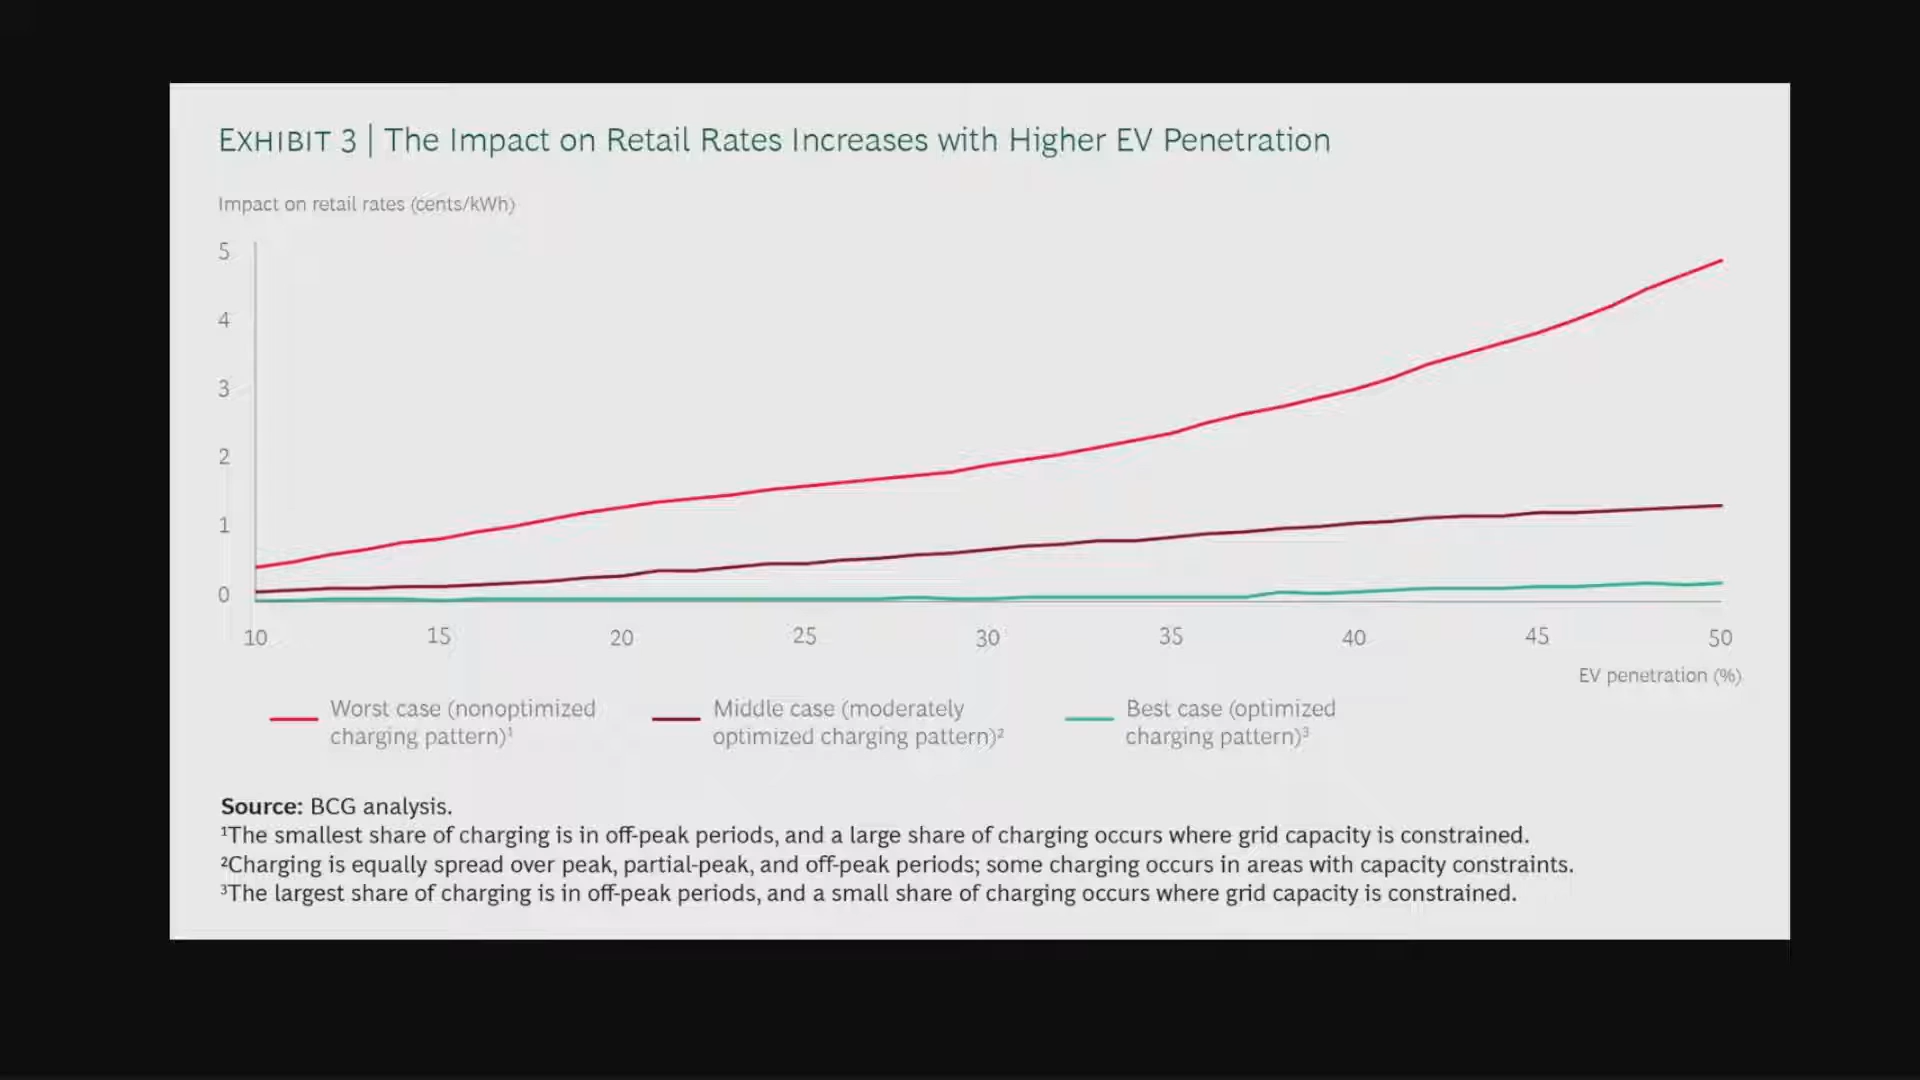 EXHIBIT 3 | The Impact on Retail Rates Increases with Higher EV Penetration
Impact on retail rates (cents/kWh)
5
4
3
2
1
0
10 15 20 25 30 35 40 45 50
EV penetration (%)
Worst case (nonoptimized
charging pattern)¹
Middle case (moderately
optimized charging pattern)²
Best case (optimized
charging pattern)³
Source: BCG analysis.
¹The smallest share of charging is in off-peak periods, and a large share of charging occurs where grid capacity is constrained.
²Charging is equally spread over peak, partial-peak, and off-peak periods; some charging occurs in areas with capacity constraints.
³The largest share of charging is in off-peak periods, and a small share of charging occurs where grid capacity is constrained.